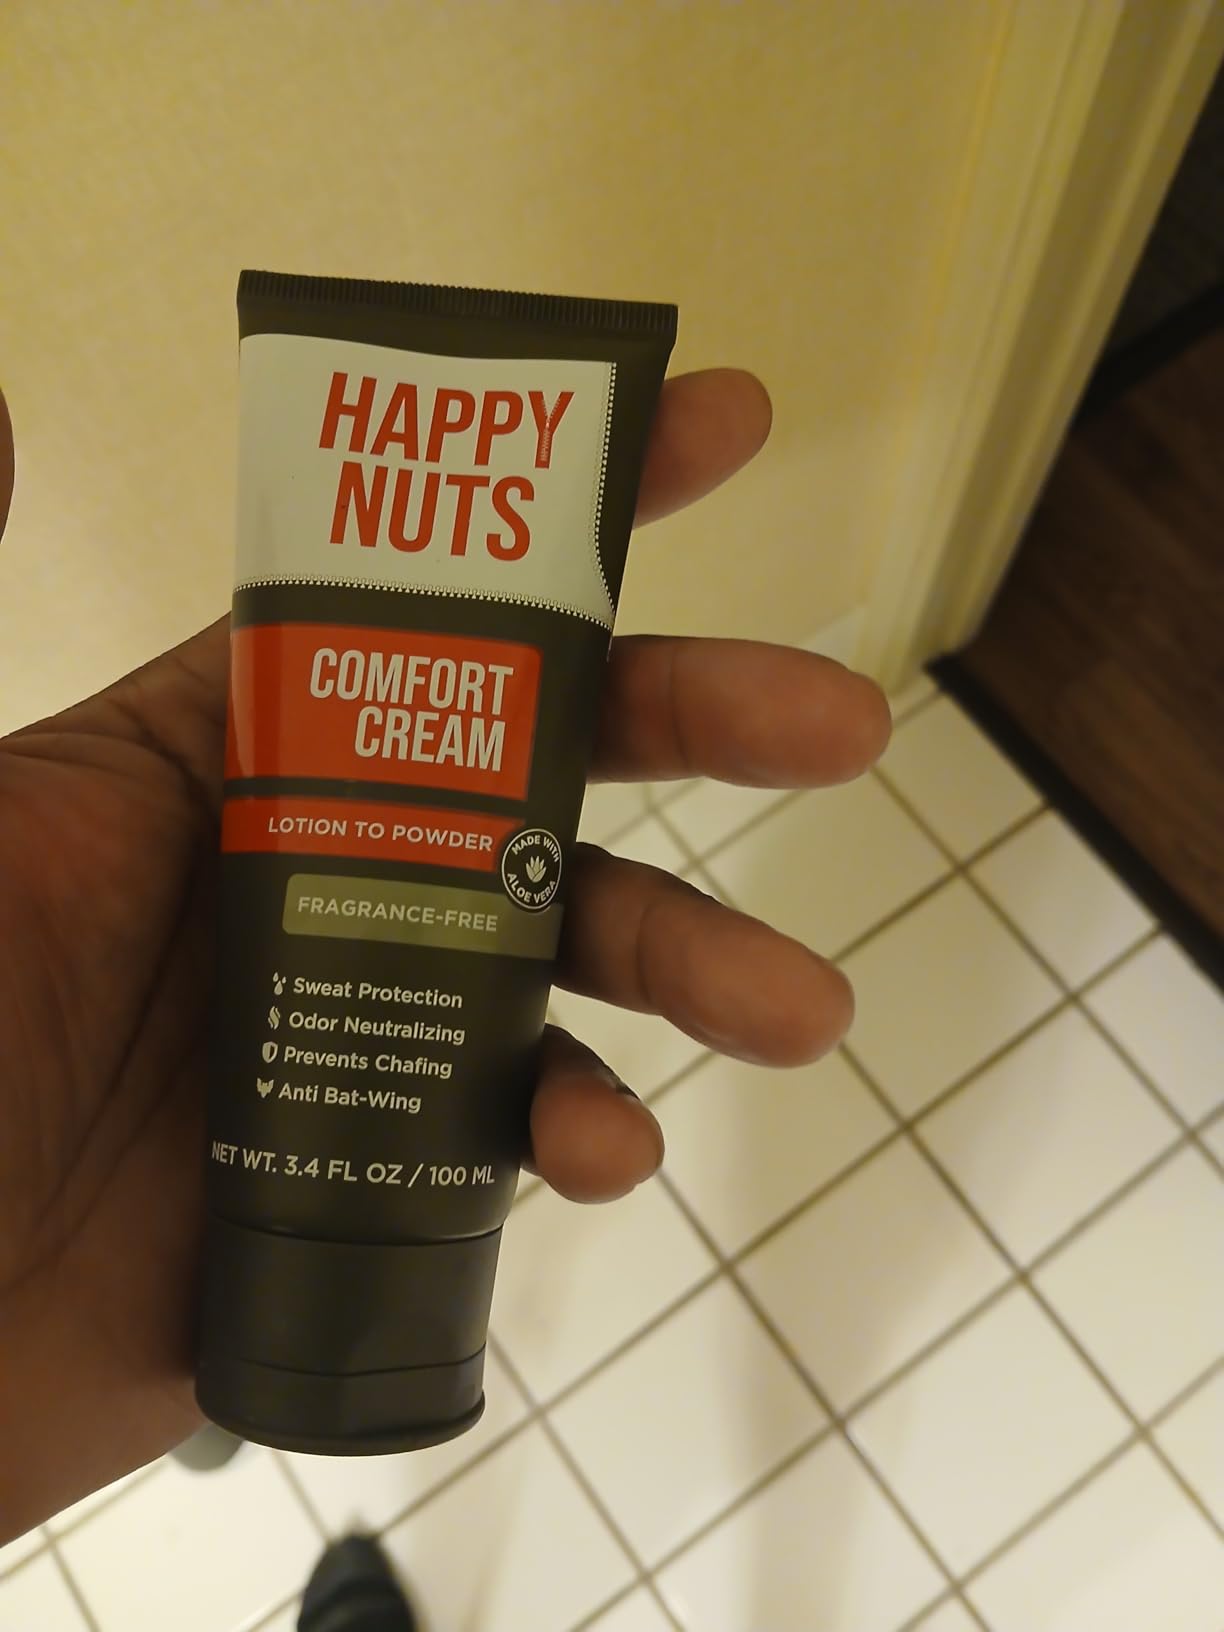 HAPPY
NUTS
COMFORT
CREAM
LOTION TO POWDER
MADE WITH
ALOE VERA
FRAGRANCE-FREE
Sweat Protection
Odor Neutralizing
Prevents Chafing
Anti Bat-Wing
NET WT. 3.4 FL OZ / 100 ML